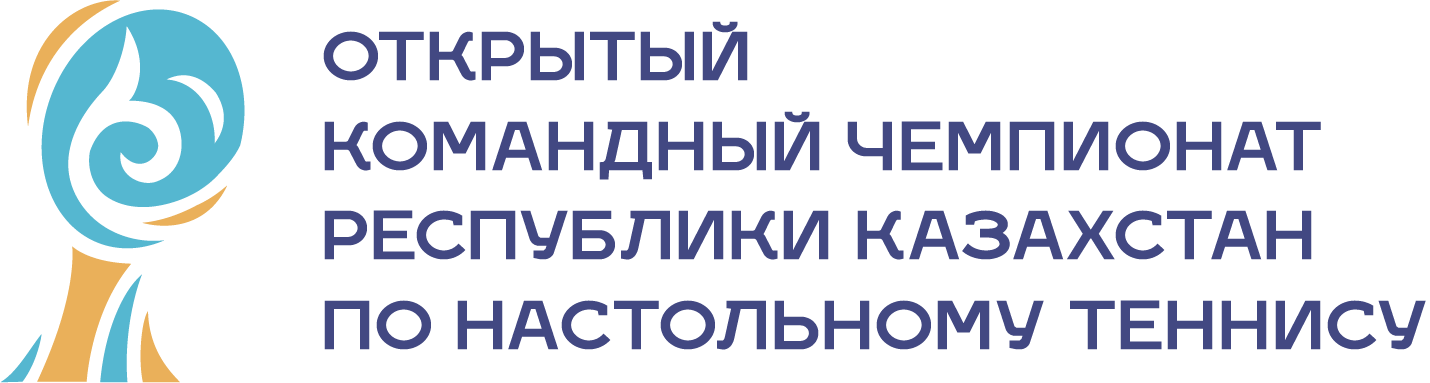 ОТКРЫТЫЙ
КОМАНДНЫЙ ЧЕМПИОНАТ
РЕСПУБЛИКИ КАЗАХСТАН
ПО НАСТОЛЬНОМУ ТЕННИСУ